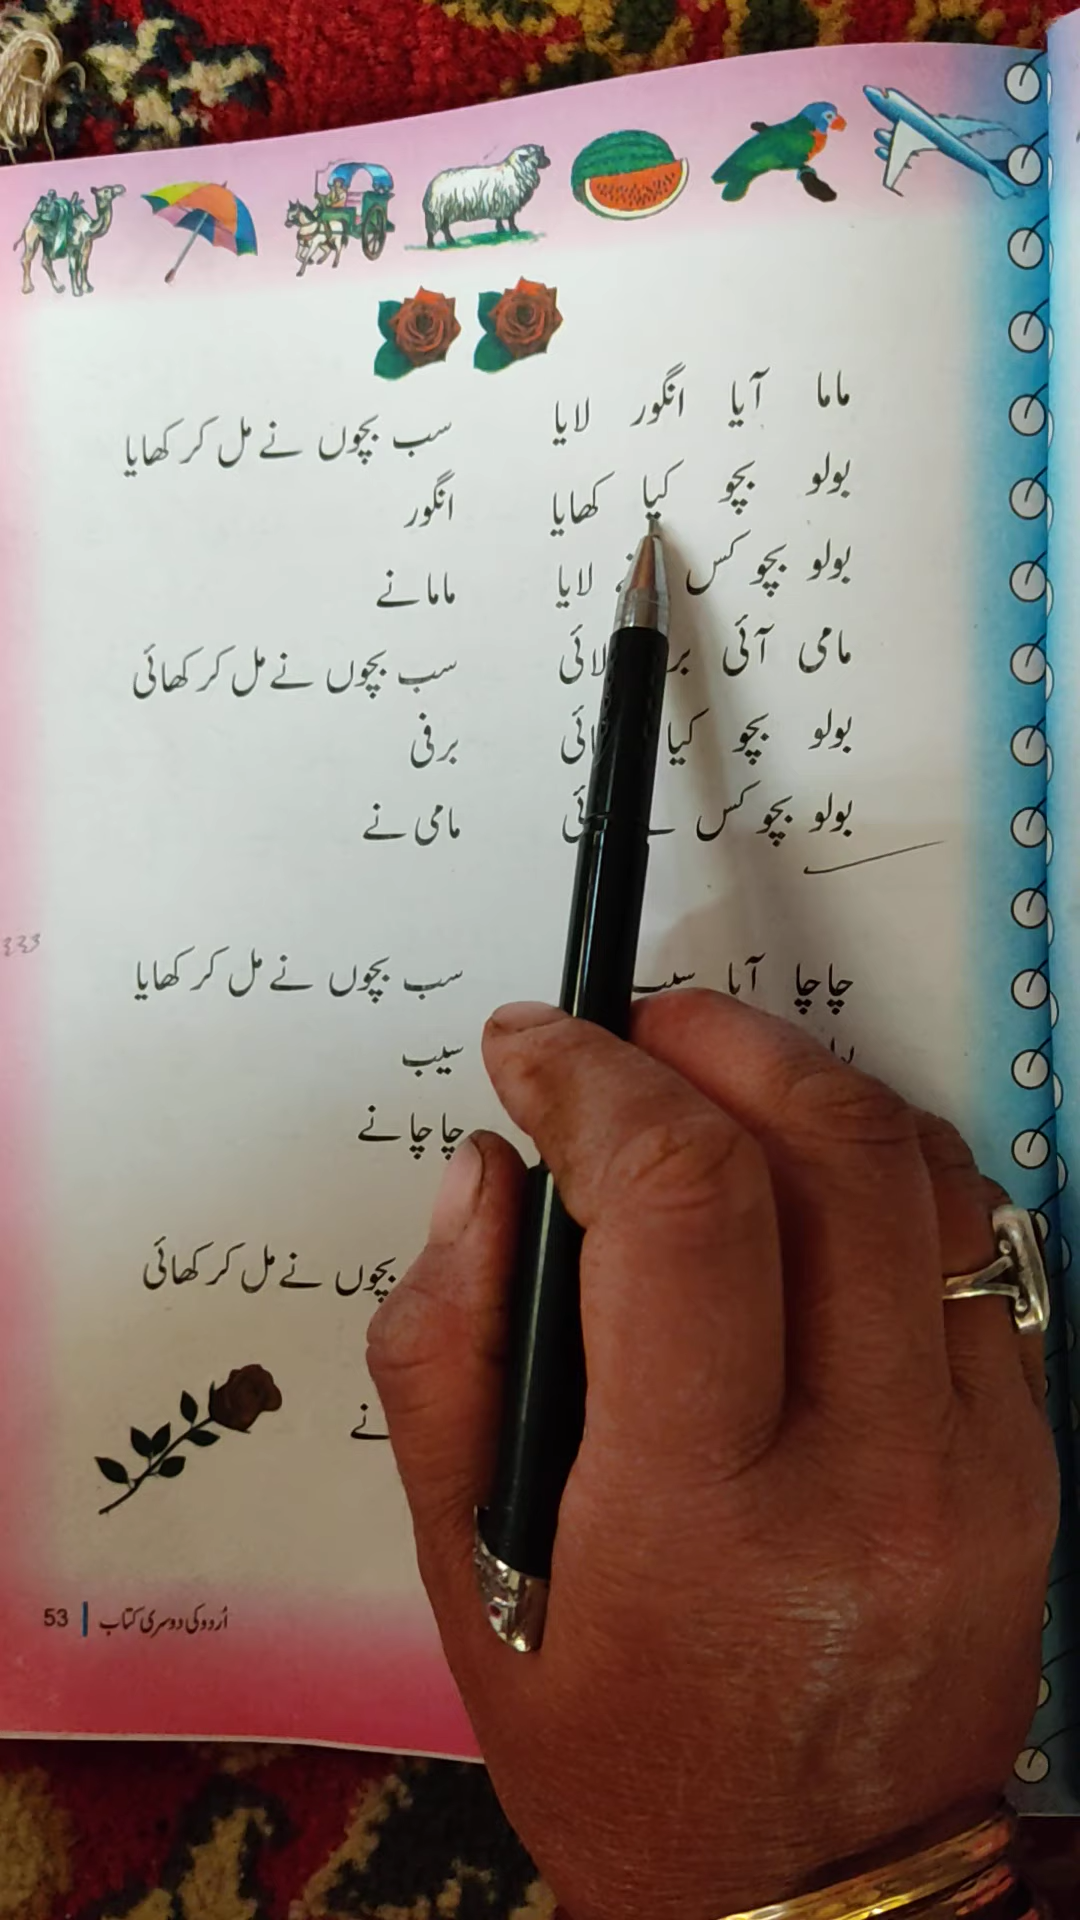 ماما آیا انگور لایا سب بچوں نے مل کر کھایا
بولو بچو کیا کھایا انگور
بولو بچو کس لایا ماما نے
مامی آئی لائی سب بچوں نے مل کر کھائی
بولو بچو کیا برفی
بولو بچو کس مامی نے
چاچا آیا سیب سب بچوں نے مل کر کھایا
سیب
چاچا نے
بچوں نے مل کر کھائی
نے
اُردو کی دوسری کتاب | 53